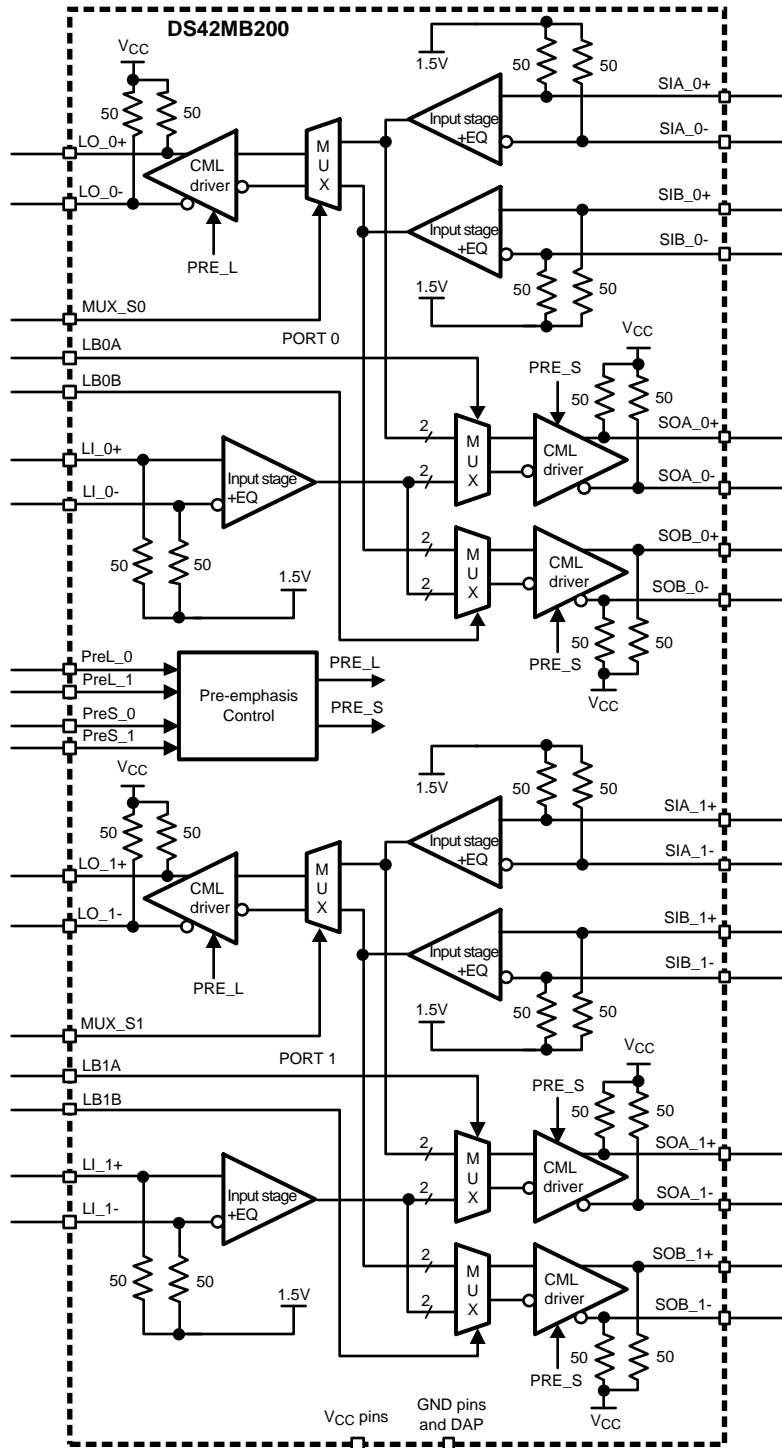 DS42MB200
VCC
50
50
LO_0+
LO_0-
CML
driver
PRE_L
M
U
X
1.5V
50
50
Input stage
+EQ
SIA_0+
SIA_0-
Input stage
+EQ
SIB_0+
SIB_0-
50
50
1.5V
MUX_S0
PORT 0
LB0A
LB0B
VCC
PRE_S
50
50
2
2
M
U
X
CML
driver
SOA_0+
SOA_0-
LI_0+
LI_0-
Input stage
+EQ
50
50
1.5V
2
2
M
U
X
CML
driver
SOB_0+
SOB_0-
PRE_S
50
50
VCC
PreL_0
PreL_1
PreS_0
PreS_1
Pre-emphasis
Control
PRE_L
PRE_S
VCC
50
50
LO_1+
LO_1-
CML
driver
PRE_L
M
U
X
1.5V
50
50
Input stage
+EQ
SIA_1+
SIA_1-
Input stage
+EQ
SIB_1+
SIB_1-
50
50
1.5V
MUX_S1
PORT 1
LB1A
LB1B
VCC
PRE_S
50
50
2
2
M
U
X
CML
driver
SOA_1+
SOA_1-
LI_1+
LI_1-
Input stage
+EQ
50
50
1.5V
2
2
M
U
X
CML
driver
SOB_1+
SOB_1-
PRE_S
50
50
VCC
VCC pins
GND pins
and DAP